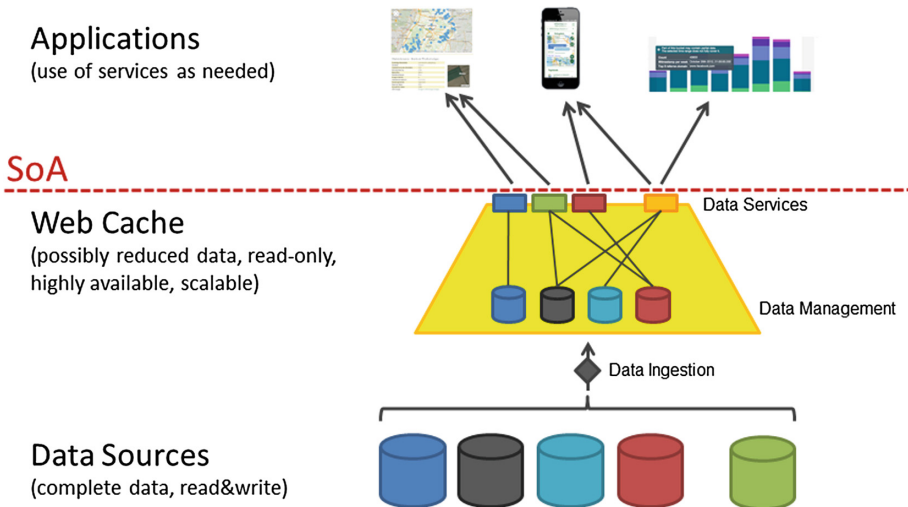 Applications
(use of services as needed)
SoA
Web Cache
(possibly reduced data, read-only,
highly available, scalable)
Data Services
Data Management
Data Ingestion
Data Sources
(complete data, read&write)